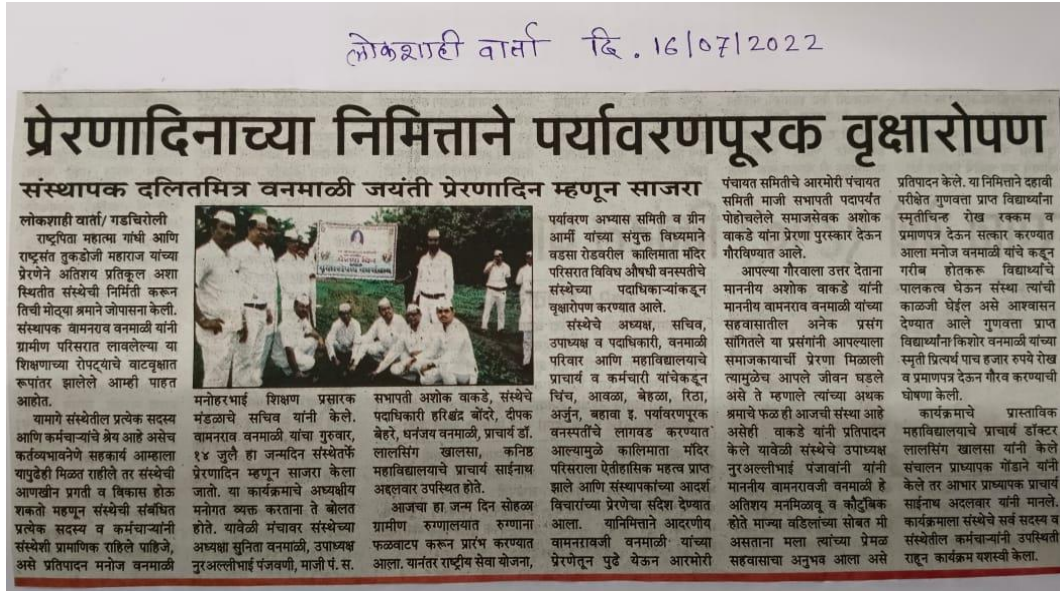 लोकशाही वार्ता दि. 16/07/2022
प्रेरणादिनाच्या निमित्ताने पर्यावरणपूरक वृक्षारोपण
संस्थापक दलितमित्र वनमाळी जयंती प्रेरणादिन म्हणून साजरा
लोकशाही वार्ता/ गडचिरोली
राष्ट्रपिता महात्मा गांधी आणि
राष्ट्रसंत तुकडोजी महाराज यांच्या
प्रेरणेने अतिशय प्रतिकूल अशा
स्थितीत संस्थेची निर्मिती करून
तिची मोठ्या श्रमाने जोपासना केली.
संस्थापक वामनराव वनमाळी यांनी
ग्रामीण परिसरात लावलेल्या या
शिक्षणाच्या रोपट्याचे वाटवृक्षात
रूपांतर झालेले आम्ही पाहत
आहोत.
यामागे संस्थेतील प्रत्येक सदस्य
आणि कर्मचाऱ्यांचे श्रेय आहे असेच
कर्तव्यभावनेणे सहकार्य आम्हाला
यापुढेही मिळत राहीले तर संस्थेची
आणखीन प्रगती व विकास होऊ
शकतो महणून संस्थेची संबंधित
प्रत्येक सदस्य व कर्मचाऱ्यांनी
संस्थेशी प्रामाणिक राहिले पाहिजे,
असे प्रतिपादन मनोज वनमाळी
मनोहरभाई शिक्षण प्रसारक
मंडळाचे सचिव यांनी केले.
वामनराव वनमाळी यांचा गुरुवार,
१४ जुलै हा जन्मदिन संस्थेतर्फे
प्रेरणादिन म्हणून साजरा केला
जातो. या कार्यक्रमाचे अध्यक्षीय
मनोगत व्यक्त करताना ते बोलत
होते. यावेळी मंचावर संस्थेच्या
अध्यक्षा सुनिता वनमाळी, उपाध्यक्ष
नुरअल्लीभाई पंजवणी, माजी पं. स.
सभापती अशोक वाकडे, संस्थेचे
पदाधिकारी हरिश्चंद्र बोंदरे, दीपक
बेहरे, धनंजय वनमाळी, प्राचार्य डॉ.
लालसिंग खालसा, कनिष्ठ
महाविद्यालयाचे प्राचार्य साईनाथ
अद्दलवार उपस्थित होते.
आजचा हा जन्म दिन सोहळा
ग्रामीण रुग्णालयात रुग्णाना
फळवाटप करून प्रारंभ करण्यात
आला. यानंतर राष्ट्रीय सेवा योजना,
पर्यावरण अभ्यास समिती व ग्रीन
आर्मी यांच्या संयुक्त विध्यमाने
वडसा रोडवरील कालिमाता मंदिर
परिसरात विविध औषधी वनस्पतीचे
संस्थेच्या पदाधिकाऱ्यांकडून
वृक्षारोपण करण्यात आले.
संस्थेचे अध्यक्ष, सचिव,
उपाध्यक्ष व पदाधिकारी, वनमाळी
परिवार आणि महाविद्यालयाचे
प्राचार्य व कर्मचारी यांचेकडून
चिंच, आवळा, बेहळा, रिठा,
अर्जुन, बहावा इ. पर्यावरणपूरक
वनस्पतींचे लागवड करण्यात
आल्यामुळे कालिमाता मंदिर
परिसराला ऐतीहासिक महत्व प्राप्त
झाले आणि संस्थापकांच्या आदर्श
विचारांच्या प्रेरणेचा संदेश देण्यात
आला. यानिमित्ताने आदरणीय
वामनरावजी वनमाळी यांच्या
प्रेरणेतून पुढे येऊन आरमोरी
पंचायत समितीचे आरमोरी पंचायत
समिती माजी सभापती पदापर्यंत
पोहोचलेले समाजसेवक अशोक
वाकडे यांना प्रेरणा पुरस्कार देऊन
गौरविण्यात आले.
आपल्या गौरवाला उत्तर देताना
माननीय अशोक वाकडे यांनी
माननीय वामनराव वनमाळी यांच्या
सहवासातील अनेक प्रसंग
सांगितले या प्रसंगांनी आपल्याला
समाजकायार्ची प्रेरणा मिळाली
त्यामुळेच आपले जीवन घडले
असे ते म्हणाले त्यांच्या अथक
श्रमाचे फळ ही आजची संस्था आहे
असेही वाकडे यांनी प्रतिपादन
केले यावेळी संस्थेचे उपाध्यक्ष
नुरअल्लीभाई पंजावांनी यांनी
माननीय वामनरावजी वनमाळी हे
अतिशय मनमिळावू व कौटुंबिक
होते माज्या वडिलांच्या सोबत मी
असताना मला त्यांच्या प्रेमळ
सहवासाचा अनुभव आला असे
प्रतिपादन केले. या निमित्ताने दहावी
परीक्षेत गुणवत्ता प्राप्त विद्यार्थ्यांना
स्मृतीचिन्ह रोख रक्कम व
प्रमाणपत्र देऊन सत्कार करण्यात
आला मनोज वनमाळी यांचे कडून
गरीब होतकरू विद्यार्थ्यांचे
पालकत्व घेऊन संस्था त्यांची
काळजी घेईल असे आश्वासन
देण्यात आले गुणवत्ता प्राप्त
विद्यार्थ्यांना किशोर वनमाळी यांच्या
स्मृती प्रित्यर्थ पाच हजार रुपये रोख
व प्रमाणपत्र देऊन गौरव करण्याची
घोषणा केली.
कार्यक्रमाचे प्रास्ताविक
महाविद्यालयाचे प्राचार्य डॉक्टर
लालसिंग खालसा यांनी केले
संचालन प्राध्यापक गोंडाने यांनी
केले तर आभार प्राध्यापक प्राचार्य
साईनाथ अदलवार यांनी मानले.
कार्यक्रमाला संस्थेचे सर्व सदस्य व
संस्थेतील कर्मचाऱ्यांनी उपस्थिती
राहून कार्यक्रम यशस्वी केला.